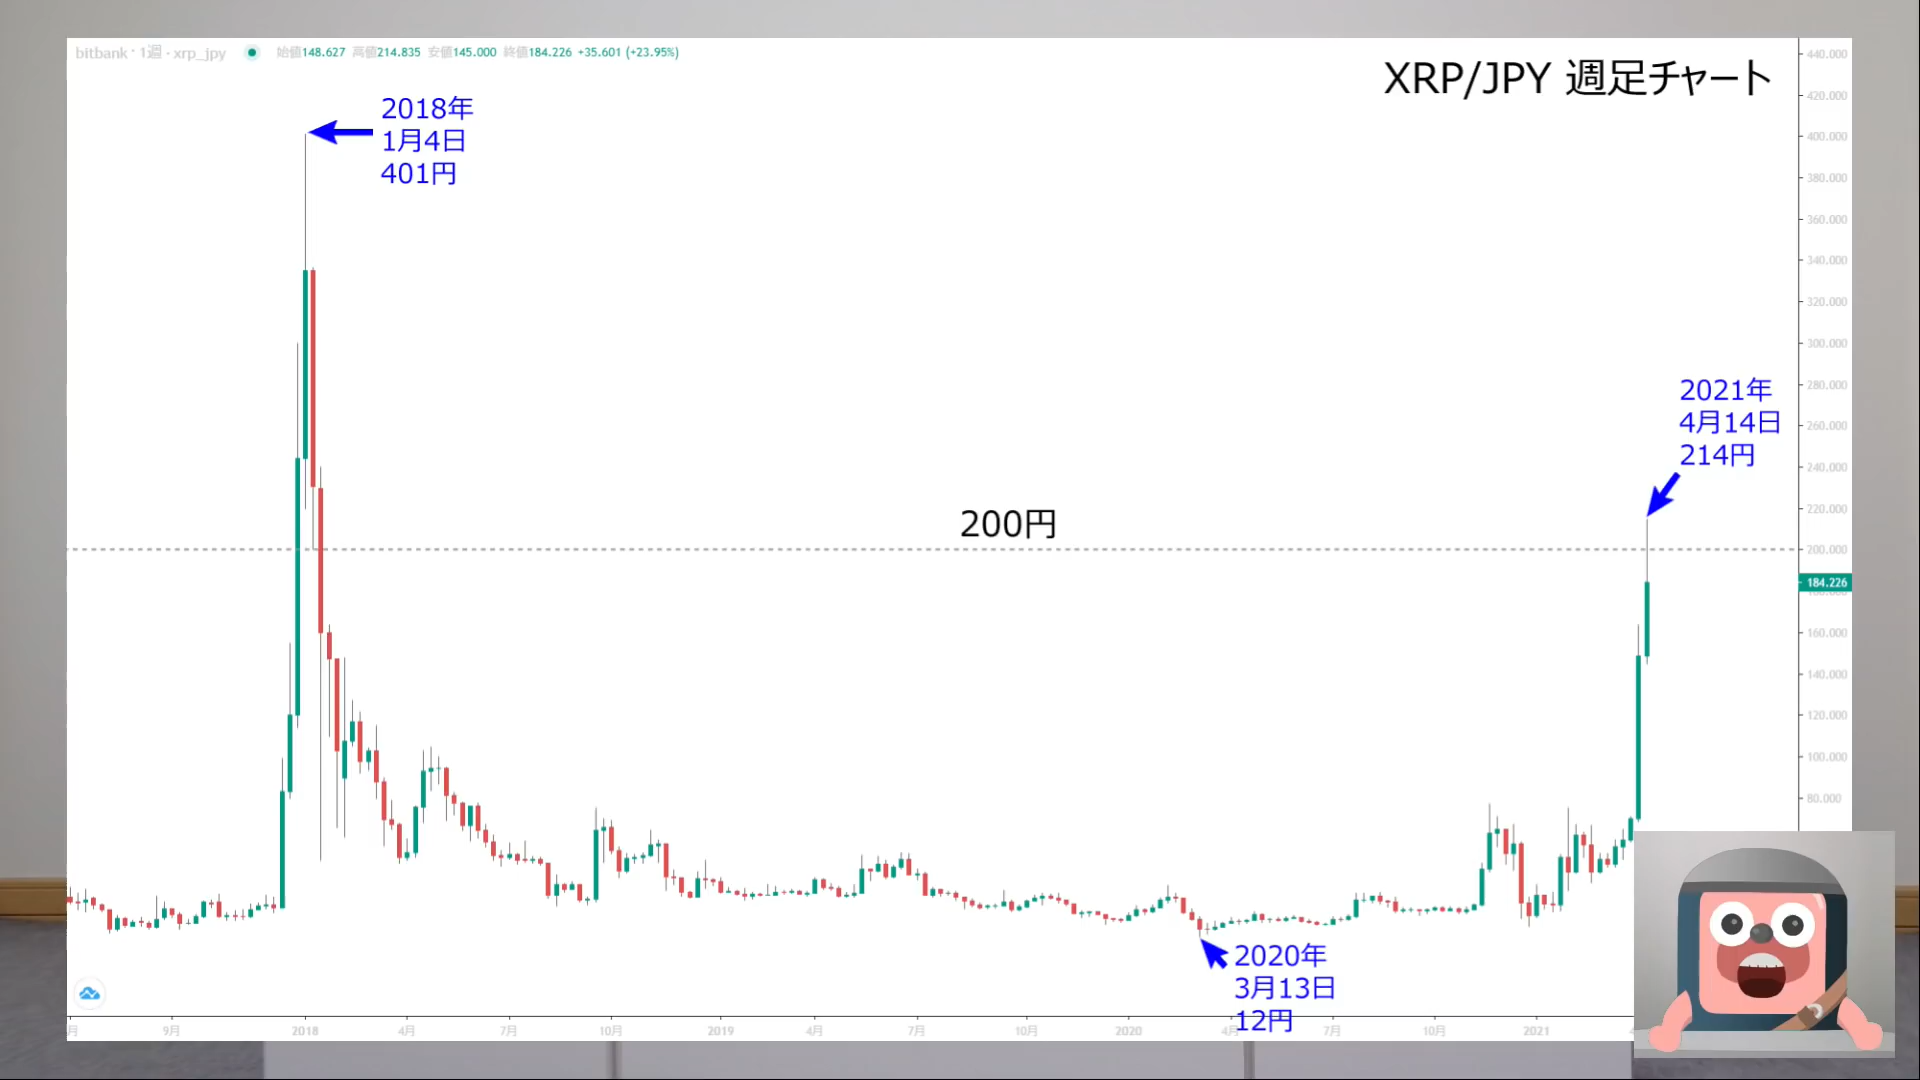 bitbank · 1週 · xrp_jpy 始値148.627 高値214.835 安値145.000 終値184.226 +35.601 (+23.95%)
XRP/JPY 週足チャート
2018年
1月4日
401円
2021年
4月14日
214円
200円
2020年
3月13日
12円
440.000
420.000
400.000
380.000
360.000
340.000
320.000
300.000
280.000
260.000
240.000
220.000
200.000
184.226
160.000
140.000
120.000
100.000
80.000
月 9月 2018 4月 7月 10月 2019 4月 7月 10月 2020 4月 7月 10月 2021